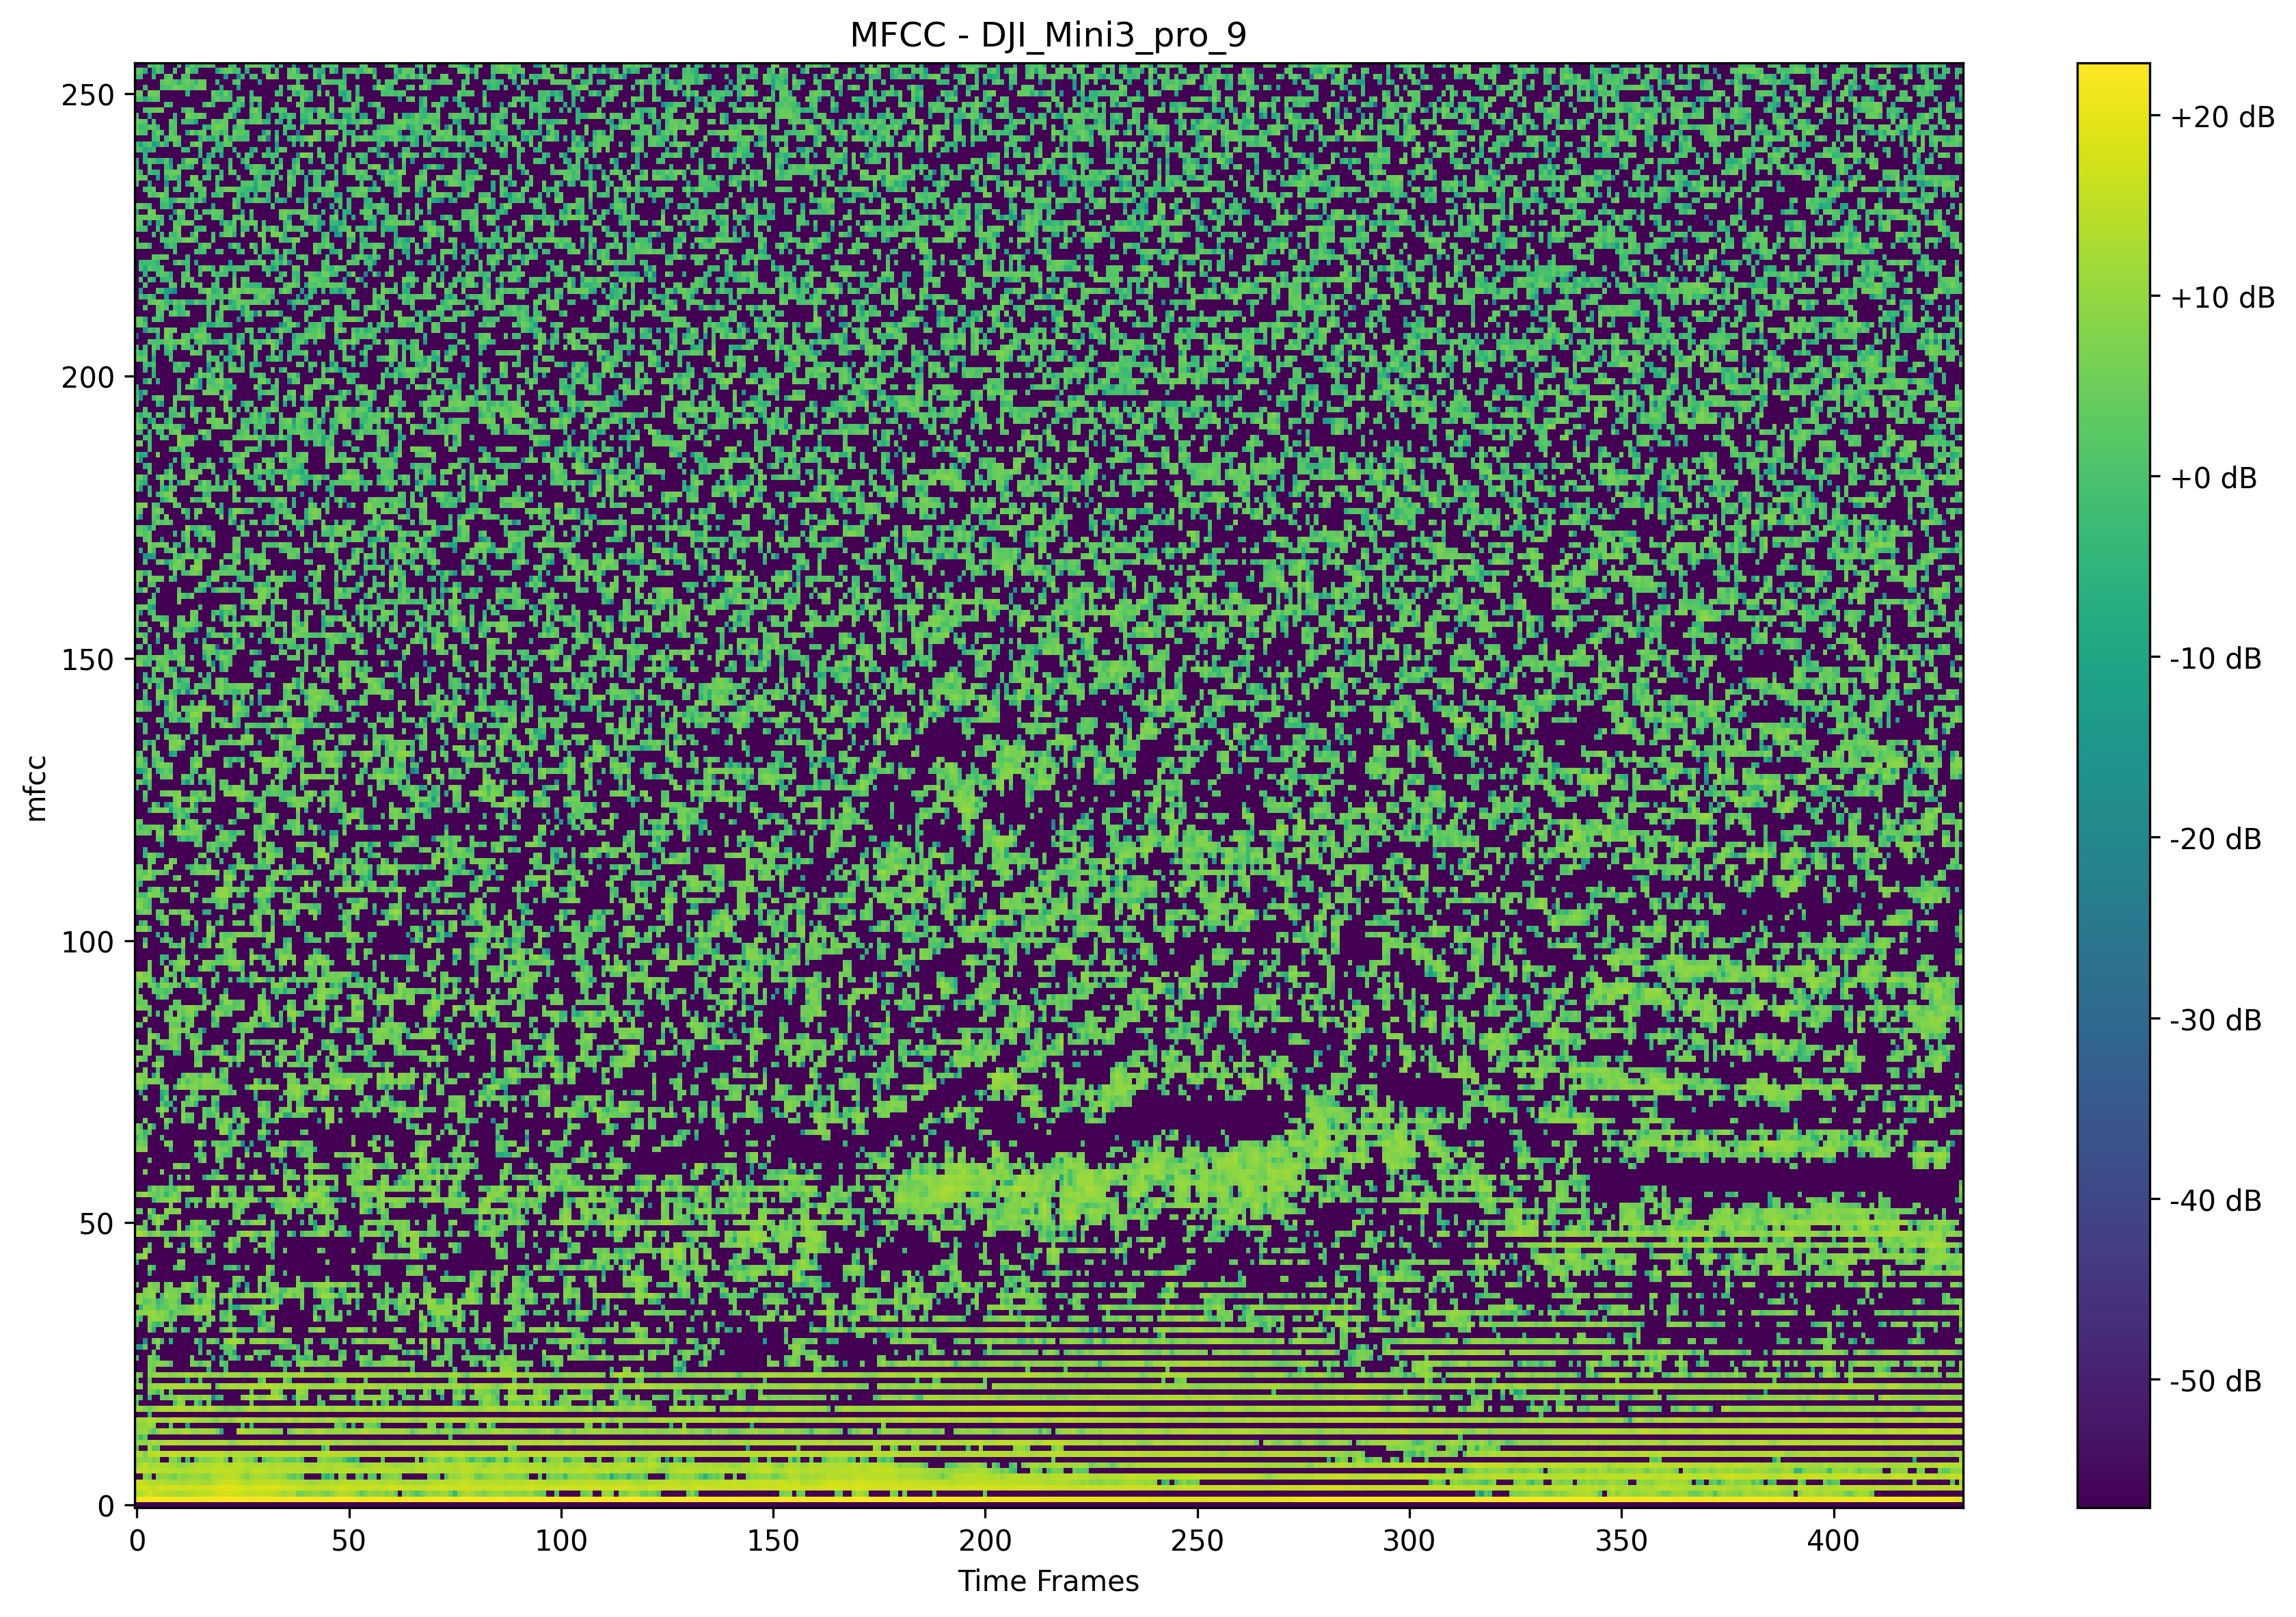 MFCC - DJI_Mini3_pro_9
250
200
150
100
50
0
mfcc
0 50 100 150 200 250 300 350 400
Time Frames
+20 dB
+10 dB
+0 dB
-10 dB
-20 dB
-30 dB
-40 dB
-50 dB